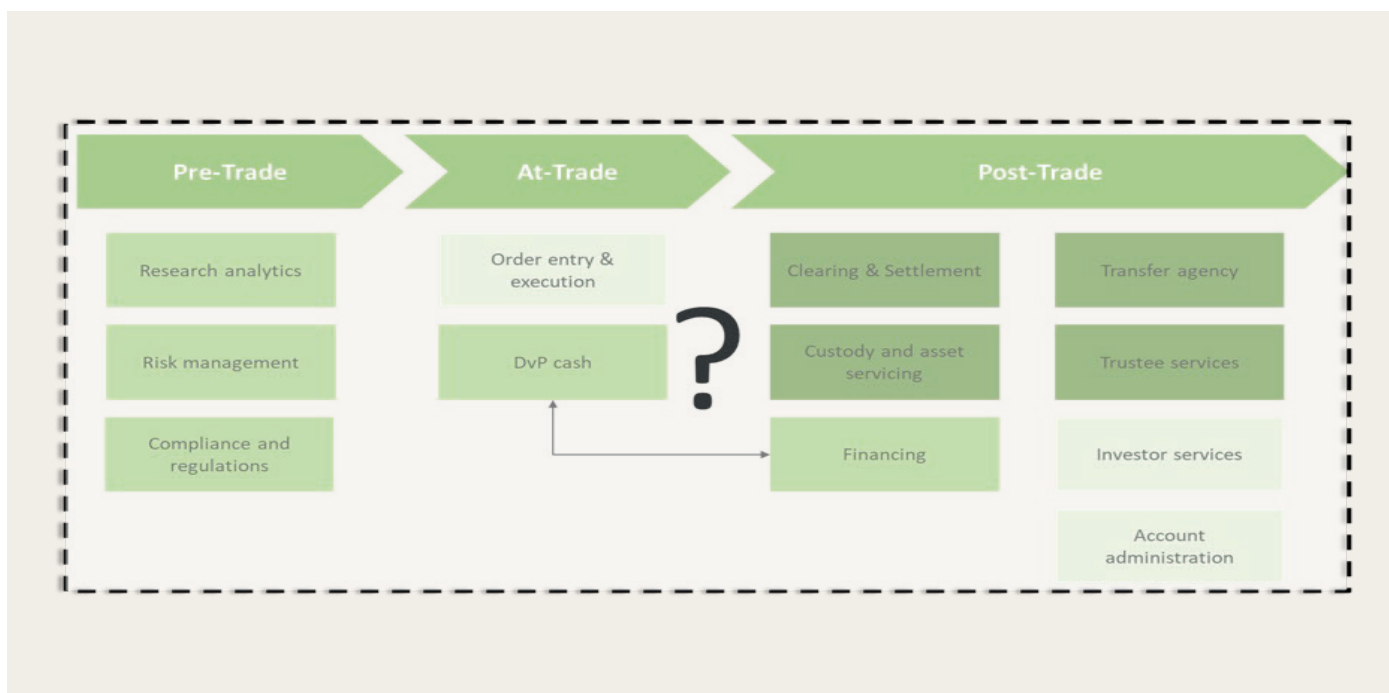 Pre-Trade
At-Trade
Post-Trade
Research analytics
Risk management
Compliance and
regulations
Order entry &
execution
DvP cash
?
Clearing & Settlement
Custody and asset
servicing
Financing
Transfer agency
Trustee services
Investor services
Account
administration